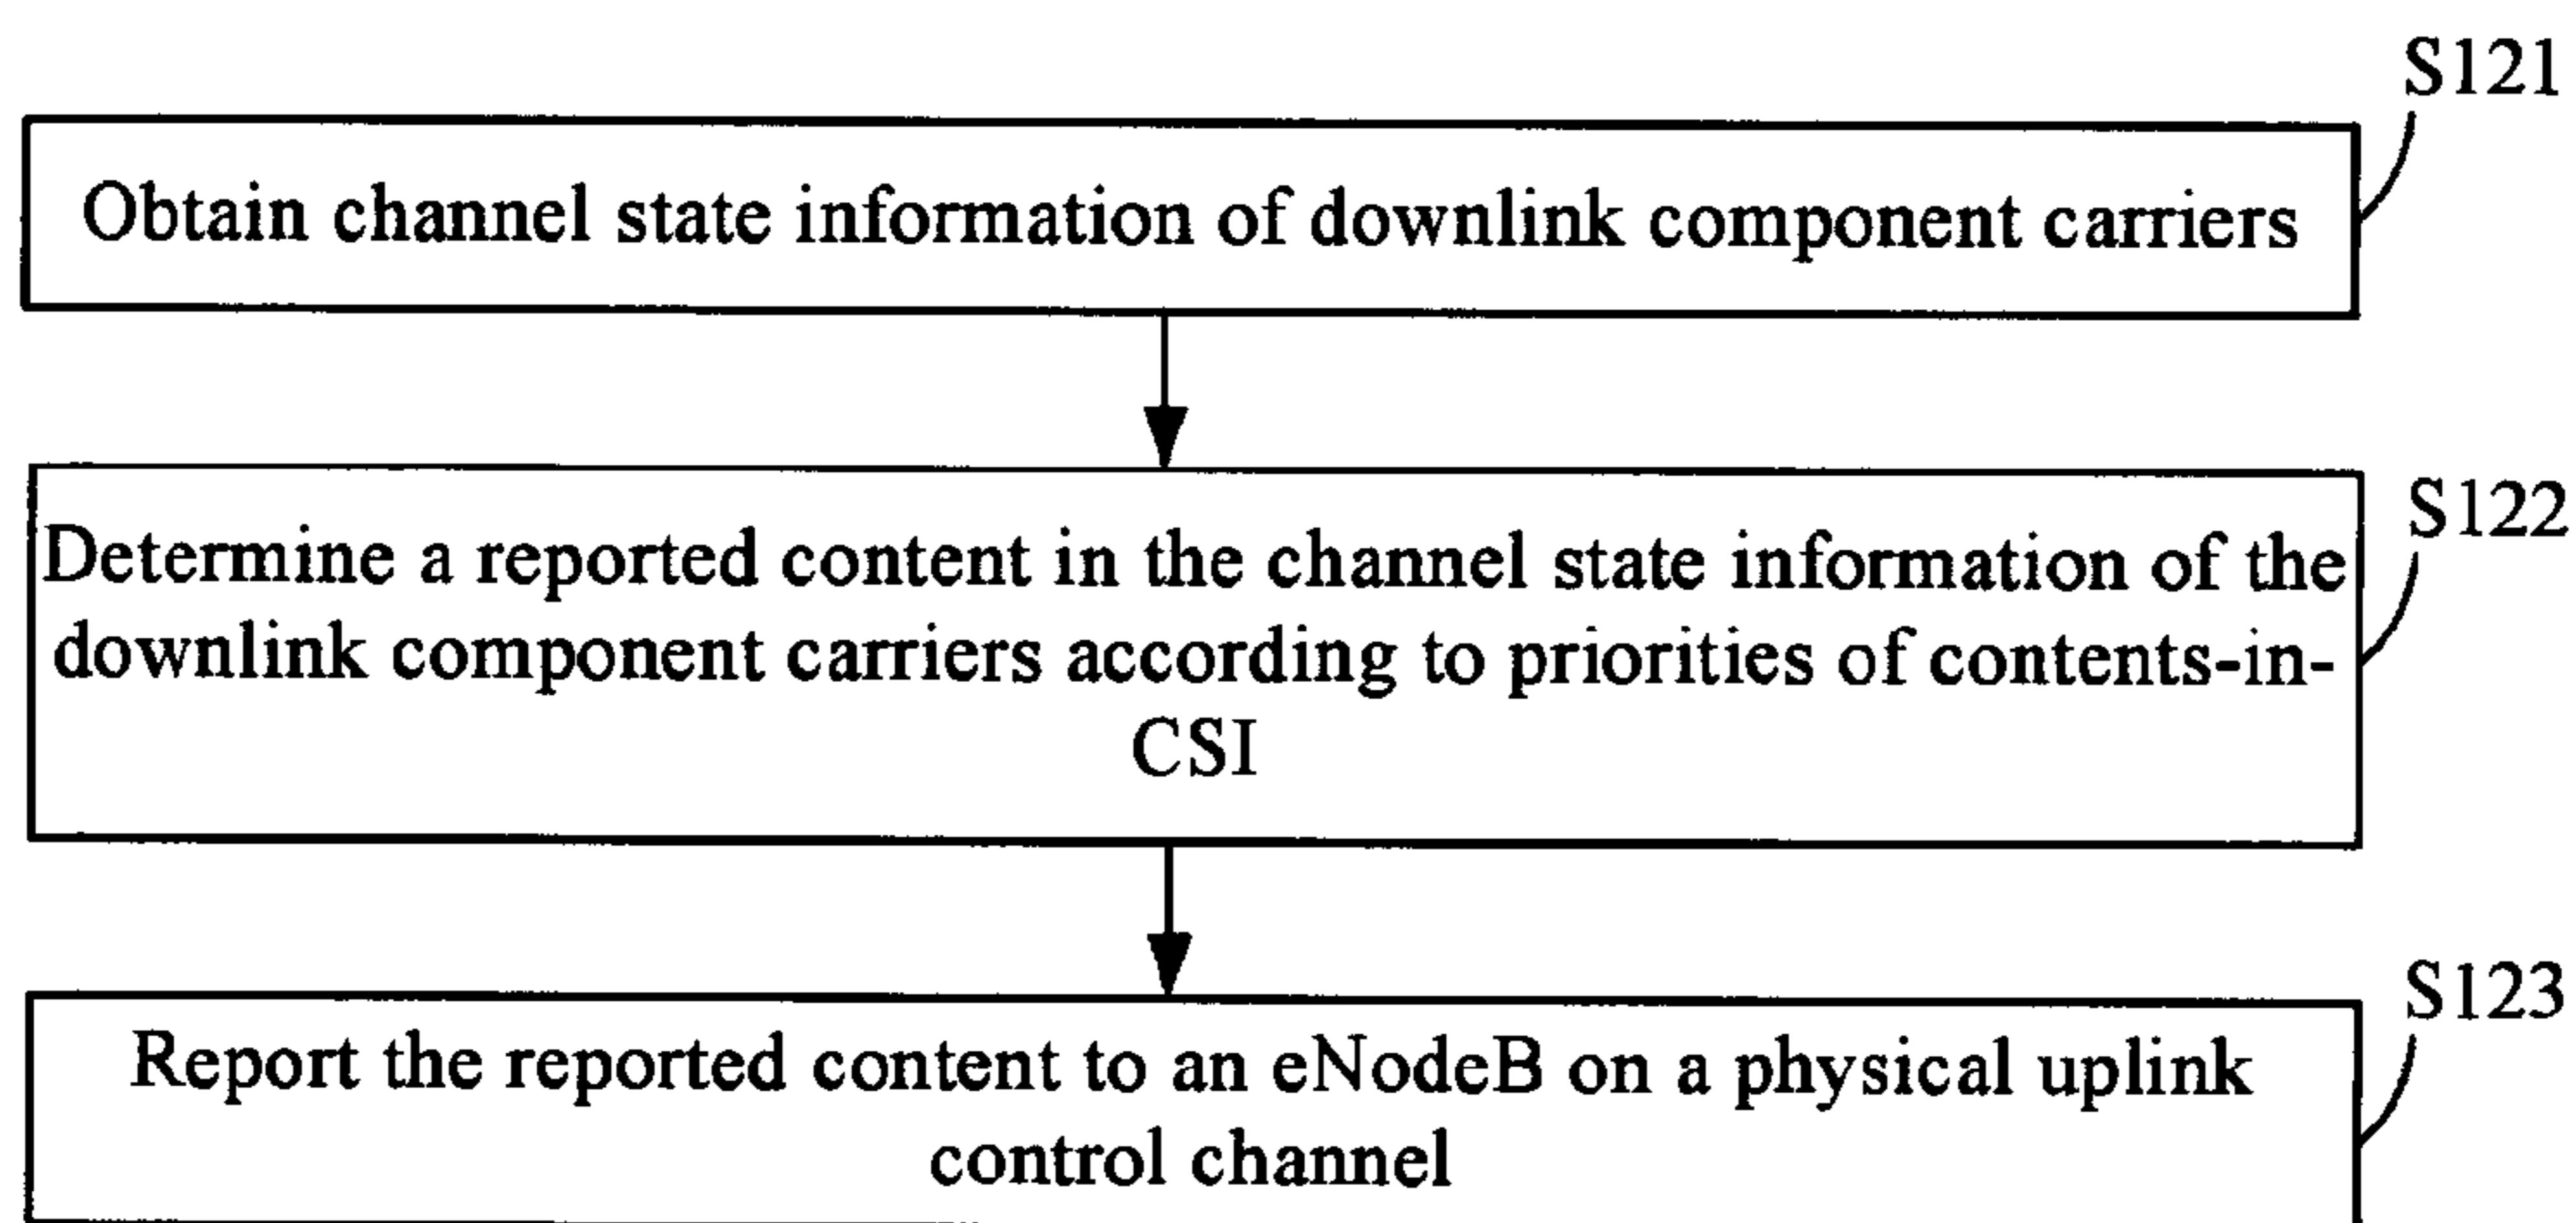 S121
Obtain channel state information of downlink component carriers
S122
Determine a reported content in the channel state information of the
downlink component carriers according to priorities of contents-in-
CSI
S123
Report the reported content to an eNodeB on a physical uplink
control channel